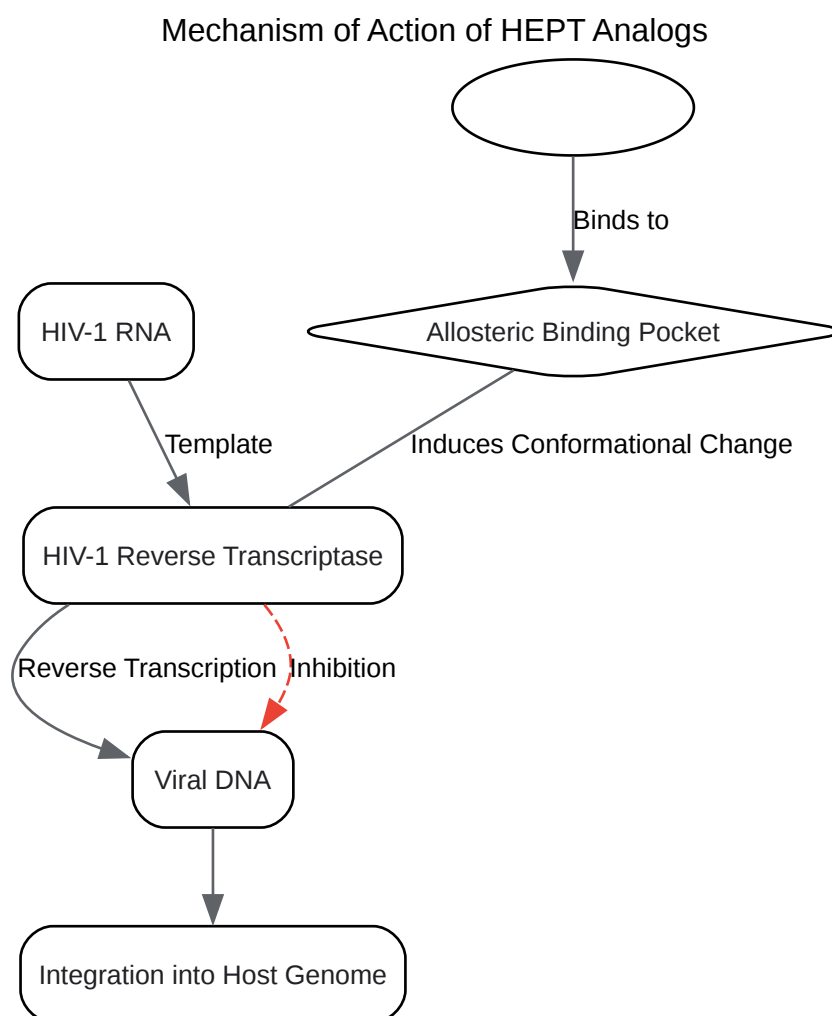 Mechanism of Action of HEPT Analogs
Binds to
HIV-1 RNA
Allosteric Binding Pocket
Template
Induces Conformational Change
HIV-1 Reverse Transcriptase
Reverse Transcription
Inhibition
Viral DNA
Integration into Host Genome